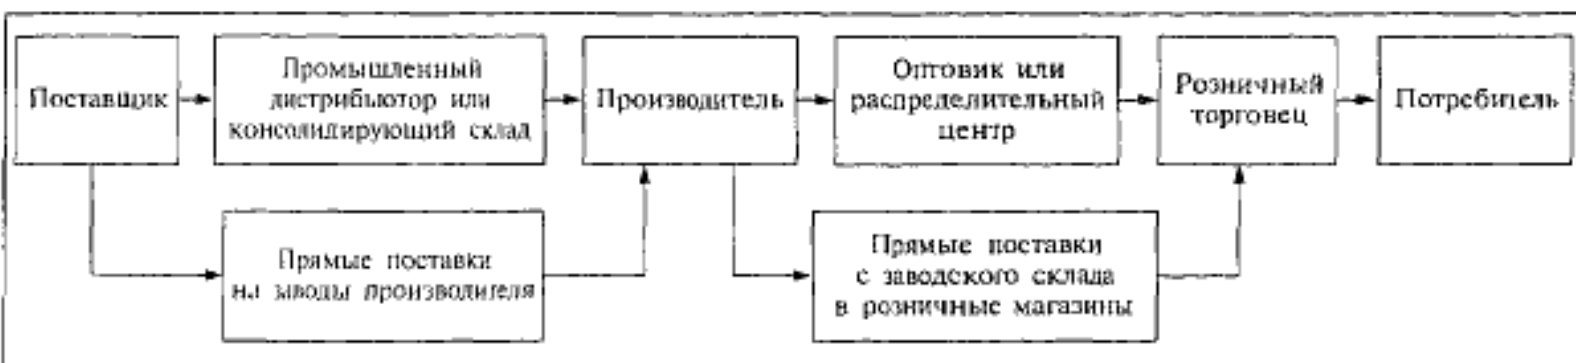 Поставщик
Промышленный
дистрибьютор или
консолидирующий склад
Производитель
Оптовик или
распределительный
центр
Розничный
торговец
Потребитель
Прямые поставки
на заводы производителя
Прямые поставки
с заводского склада
в розничные магазины